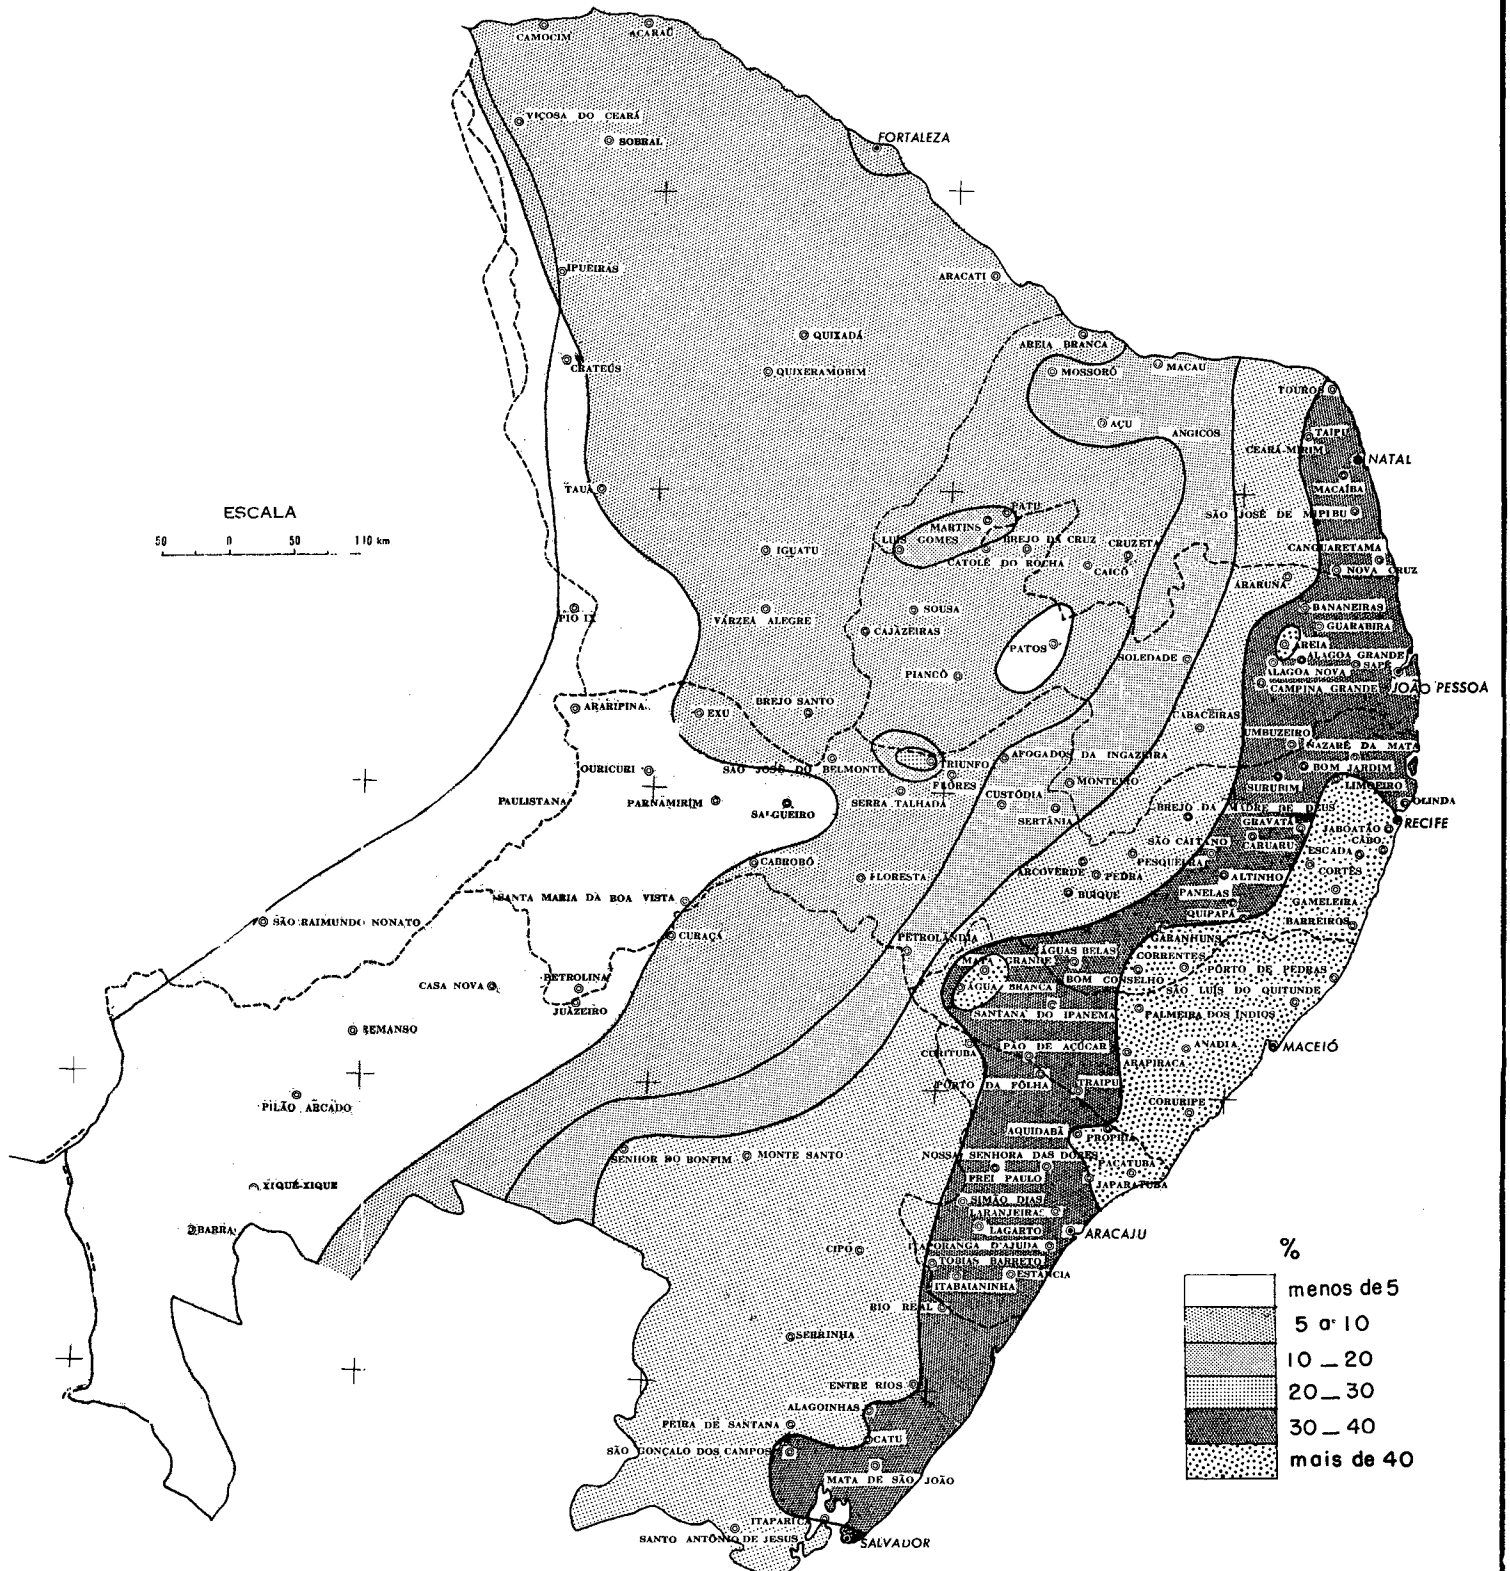 CAMOCIM
ACARAÚ
VIÇOSA DO CEARÁ
SOBRAL
FORTALEZA
IPUEIRAS
ARACATI
QUIXADÁ
AREIA BRANCA
CRATEÚS
QUIXERAMOBIM
MOSSORÓ
MACAU
TOUROS
AÇU
ANGICOS
TAIPU
CEARÁ-MIRIM
NATAL
TAUÁ
MACAÍBA
ESCALA
50 0 50 110 km
PATU
SÃO JOSÉ DE MIPIBU
MARTINS
LUÍS GOMES
BREJO DA CRUZ
CRUZETA
CANGUARETAMA
IGUATU
CATOLÉ DO ROCHA
CAICÓ
NOVA CRUZ
ARARUNA
PIO IX
VÁRZEA ALEGRE
SOUSA
BANANEIRAS
CAJÀZEIRAS
GUARABIRA
PATOS
AREIA
SOLEDADE
ALAGOA GRANDE
SAPÉ
PIANCÓ
ALAGOA NOVA
CAMPINA GRANDE
JOÃO PESSOA
ARARIPINA
EXU
BREJO SANTO
CABACEIRAS
UMBUZEIRO
NAZARÉ DA MATA
AFOGADOS DA INGAZEIRA
OURICURI
SÃO JOSÉ DO BELMONTE
TRIUNFO
BOM JARDIM
FLORES
MONTEIRO
SURUBIM
LIMOEIRO
PAULISTANA
PARNAMIRIM
SERRA TALHADA
CUSTÓDIA
BREJO DA MADRE DE DEUS
OLINDA
SALGUEIRO
SERTÂNIA
GRAVATÁ
RECIFE
JABOATÃO
SÃO CAITANO
CARUARU
CABO
CABROBÓ
PESQUEIRA
ESCADA
FLORESTA
ARCOVERDE
PEDRA
ALTINHO
CORTÊS
SANTA MARIA DA BOA VISTA
BUIQUE
PANELAS
GAMELEIRA
SÃO RAIMUNDO NONATO
QUIPAPÁ
BARREIROS
CURAÇÁ
PETROLÂNDIA
GARANHUNS
ÁGUAS BELAS
CORRENTES
MATA GRANDE
PÔRTO DE PEDRAS
PETROLINA
BOM CONSELHO
CASA NOVA
ÁGUA BRANCA
SÃO LUÍS DO QUITUNDE
JUÀZEIRO
SANTANA DO IPANEMA
PALMEIRA DOS ÍNDIOS
REMANSO
PÃO DE AÇÚCAR
ANADIA
MACEIÓ
CURITUBA
ARAPIRACA
PÔRTO DA FÔLHA
TRAIPU
PILÃO ARCADO
CORURIPE
AQUIDABÃ
PROPRIÁ
SENHOR DO BONFIM
MONTE SANTO
NOSSA SENHORA DAS DORES
PACATUBA
FREI PAULO
JAPARATUBA
XIQUE-XIQUE
SIMÃO DIAS
LARANJEIRAS
BARRA
LAGARTO
ARACAJU
CIPÓ
ITAPORANGA D'AJUDA
TOBIAS BARRETO
ESTÂNCIA
ITABAIANINHA
RIO REAL
SERRINHA
ENTRE RIOS
ALAGOINHAS
FEIRA DE SANTANA
CATU
SÃO GONÇALO DOS CAMPOS
MATA DE SÃO JOÃO
ITAPARICA
SANTO ANTÔNIO DE JESUS
SALVADOR
%
menos de 5
5 a 10
10 — 20
20 — 30
30 — 40
mais de 40